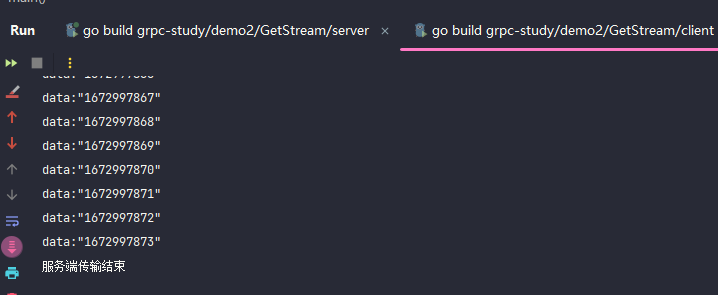 main()
Run go build grpc-study/demo2/GetStream/server × go build grpc-study/demo2/GetStream/client
data:"1672997867"
data:"1672997868"
data:"1672997869"
data:"1672997870"
data:"1672997871"
data:"1672997872"
data:"1672997873"
服务端传输结束